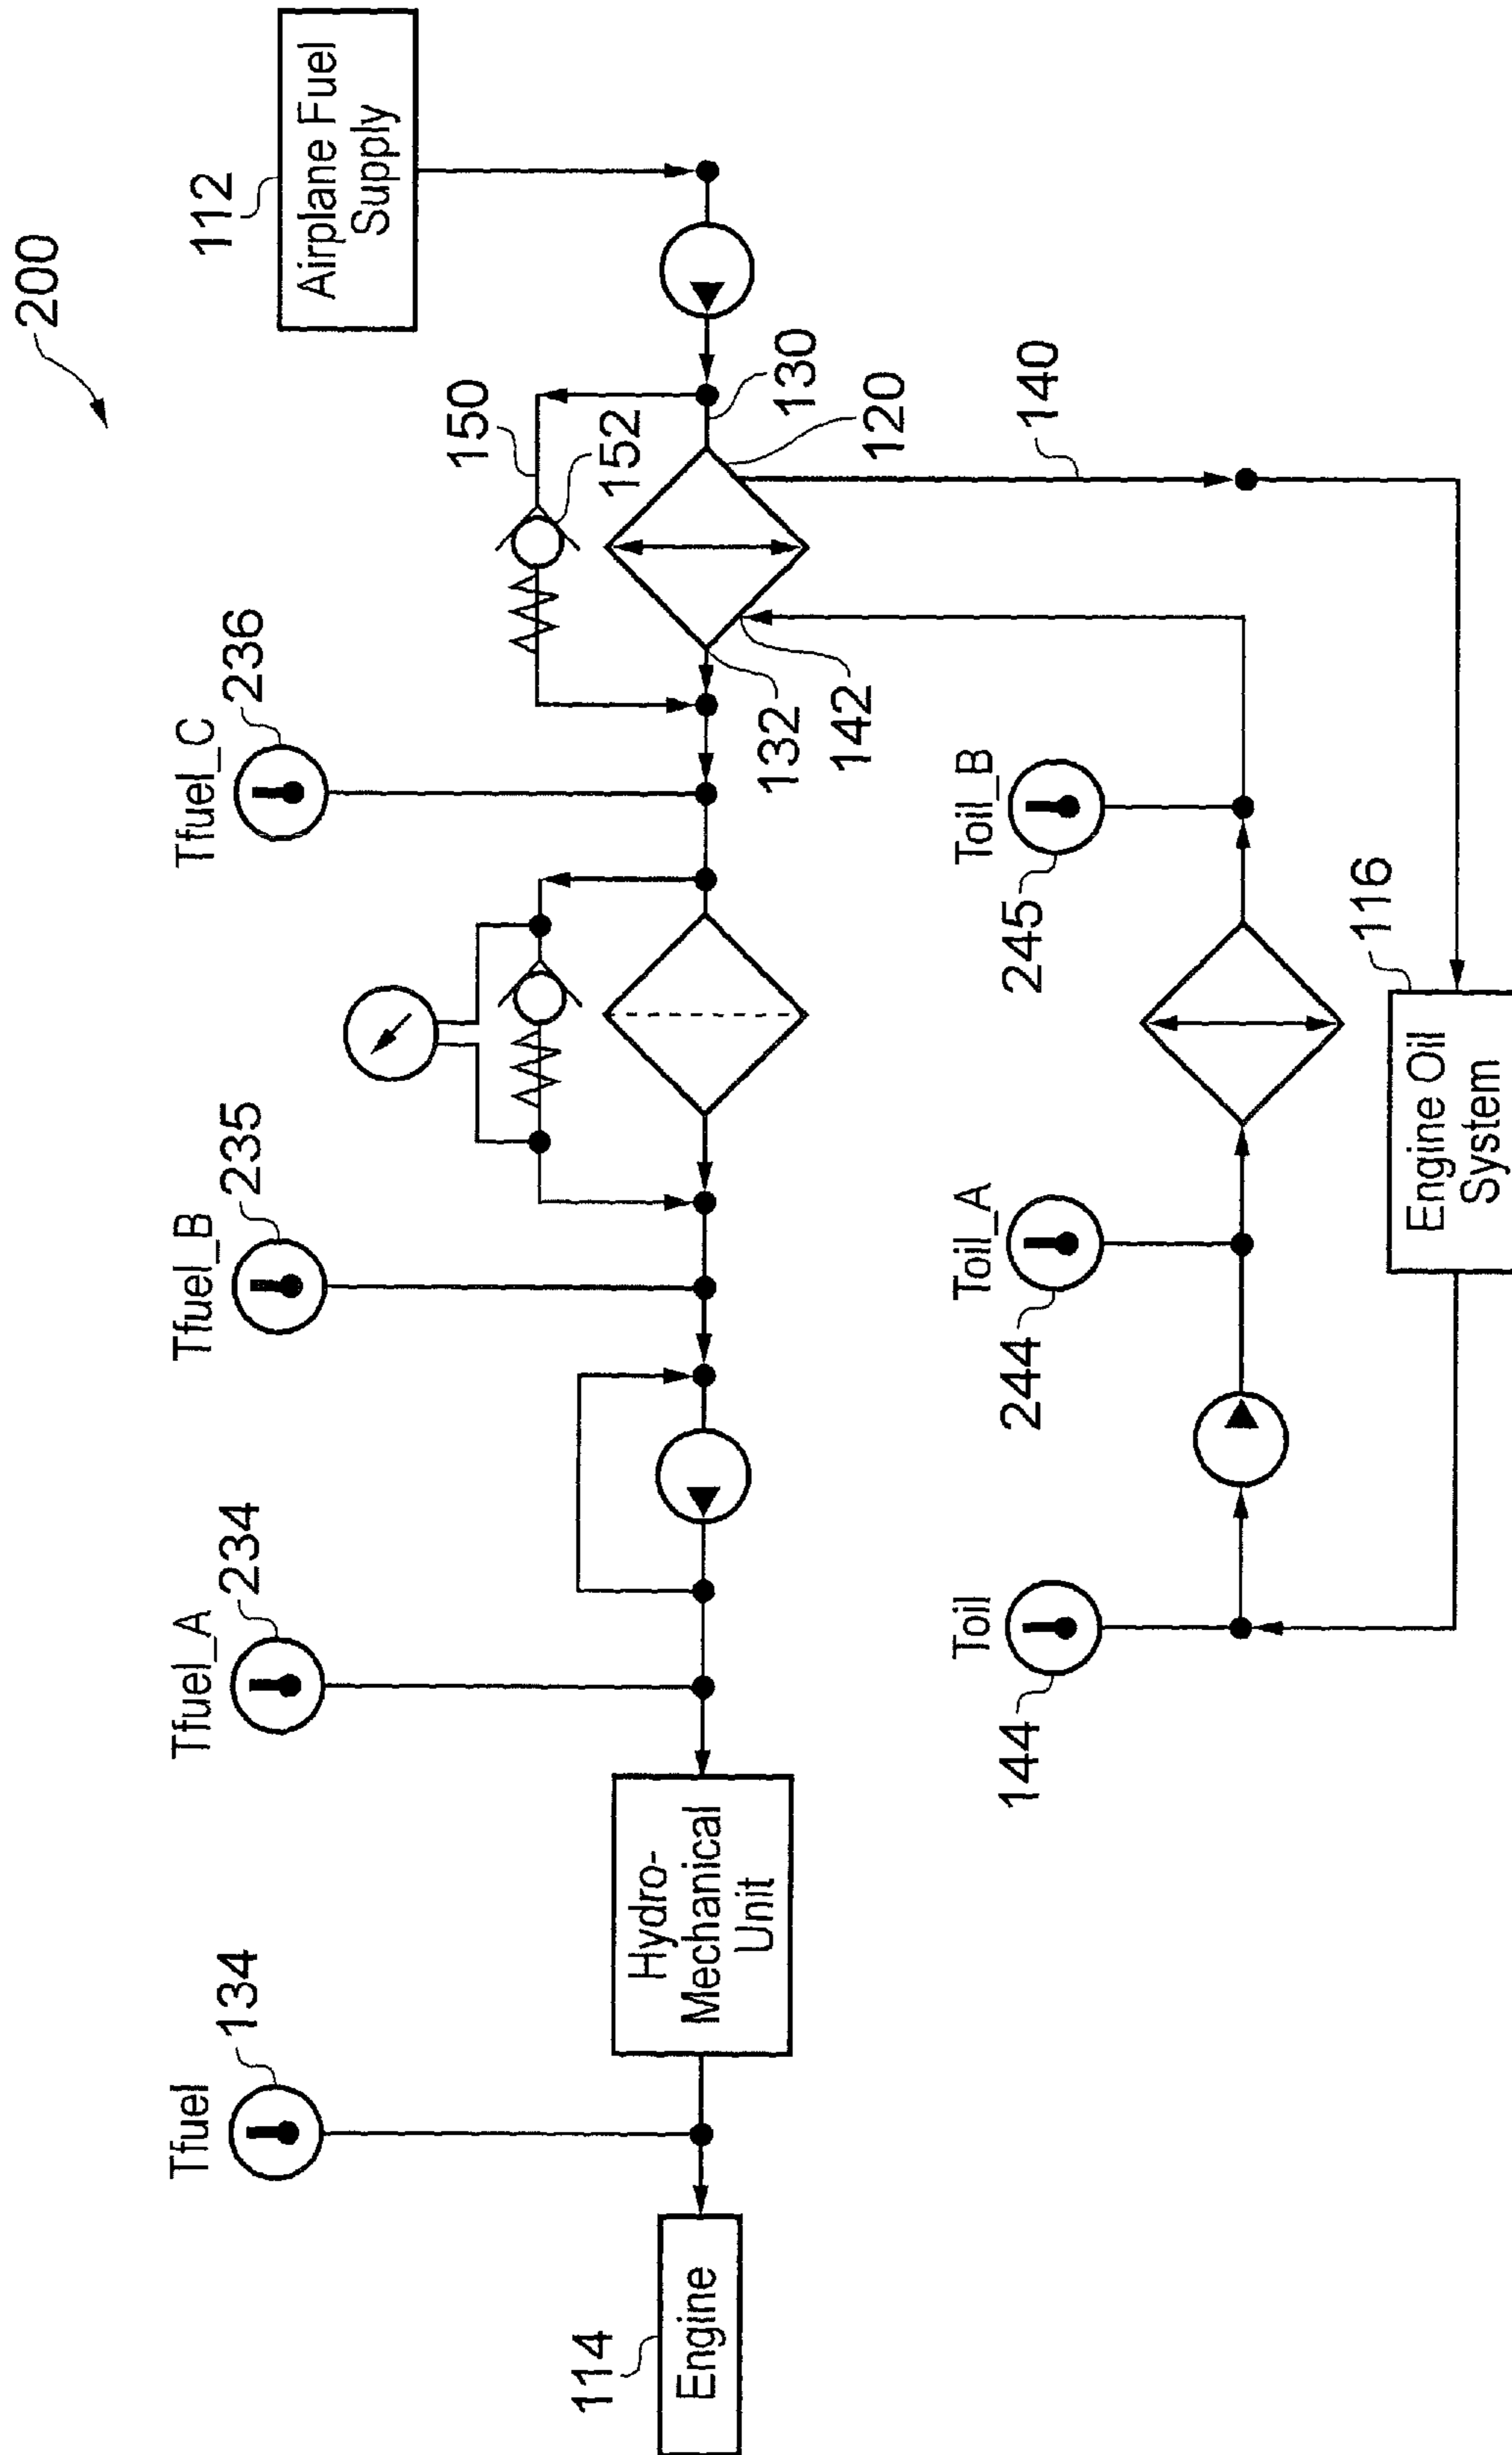 200
112
Airplane Fuel
Supply
Tfuel
134
Tfuel_A
234
Tfuel_B
235
Tfuel_C
236
150
152
130
120
140
132
142
Hydro-
Mechanical
Unit
114
Engine
Toil
144
Toil_A
244
Toil_B
245
116
Engine Oil
System